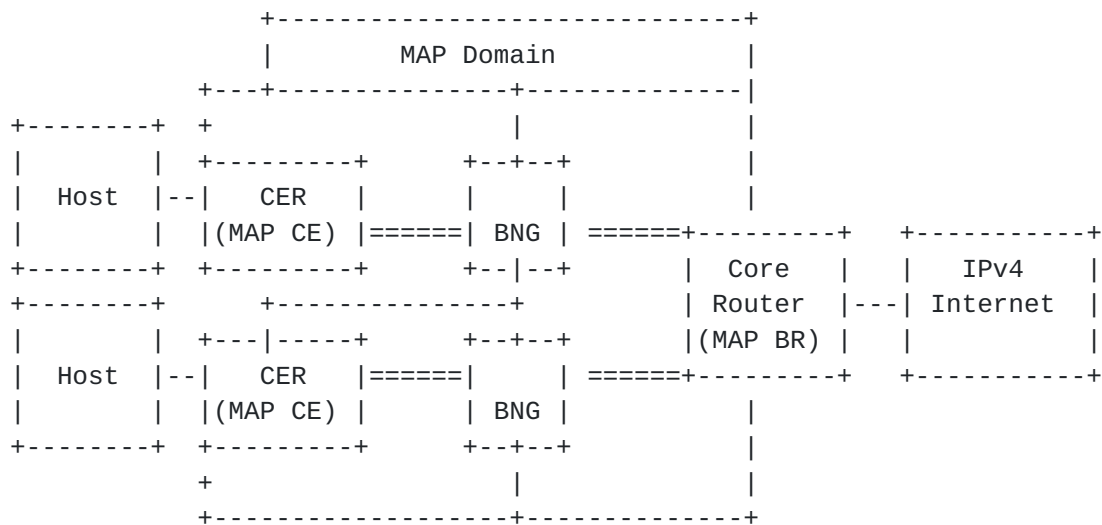 MAP Domain
Host
CER
(MAP CE)
BNG
Core
Router
(MAP BR)
IPv4
Internet
Host
CER
(MAP CE)
BNG